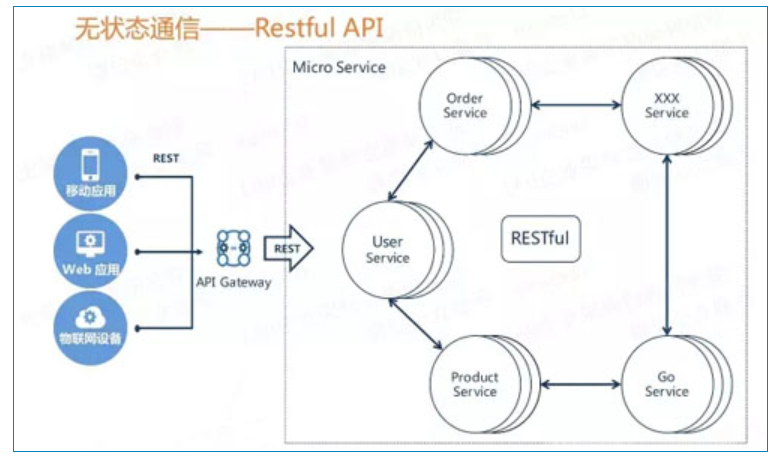 无状态通信——Restful API
Micro Service
Order
Service
XXX
Service
REST
移动应用
User
Service
RESTful
REST
Web 应用
API Gateway
物联网设备
Product
Service
Go
Service